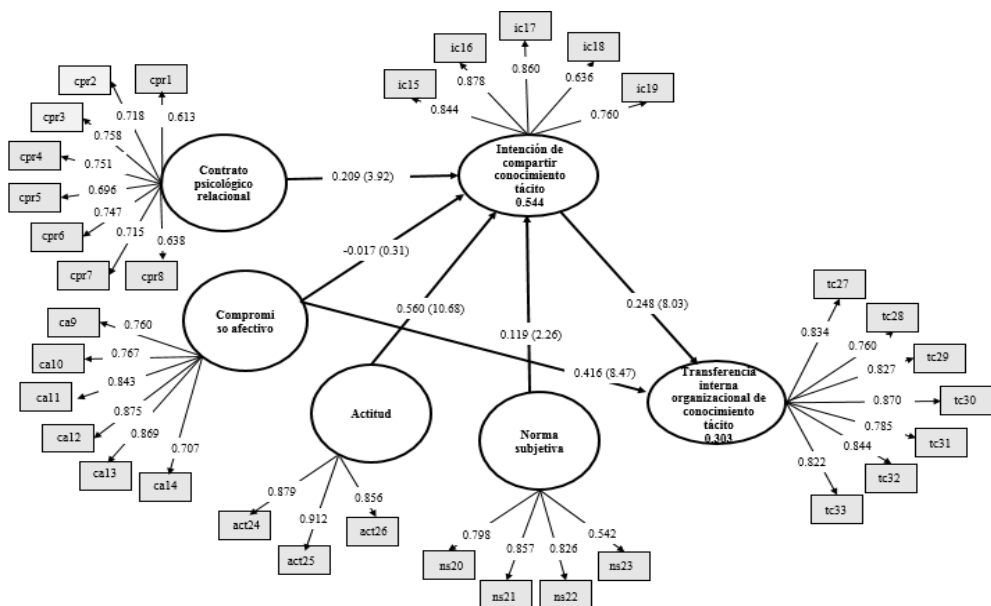 ic17
ic16
ic18
ic15
ic19
0.878
0.860
0.636
0.844
0.760
cpr2
cpr1
cpr3
cpr4
cpr5
cpr6
cpr7
cpr8
0.718
0.613
0.758
0.751
0.696
0.747
0.715
0.638
Contrato
psicológico
relacional
0.209 (3.92)
Intención de
compartir
conocimiento
tácito
0.544
-0.017 (0.31)
0.560 (10.68)
0.119 (2.26)
0.248 (8.03)
0.416 (8.47)
Compromi
so afectivo
ca9
ca10
ca11
ca12
ca13
ca14
0.760
0.767
0.843
0.875
0.869
0.707
Actitud
0.879
0.912
0.856
act24
act25
act26
Norma
subjetiva
0.798
0.857
0.826
0.542
ns20
ns21
ns22
ns23
Transferencia
interna
organizacional de
conocimiento
tácito
0.303
tc27
tc28
tc29
tc30
tc31
tc32
tc33
0.834
0.760
0.827
0.870
0.785
0.844
0.822